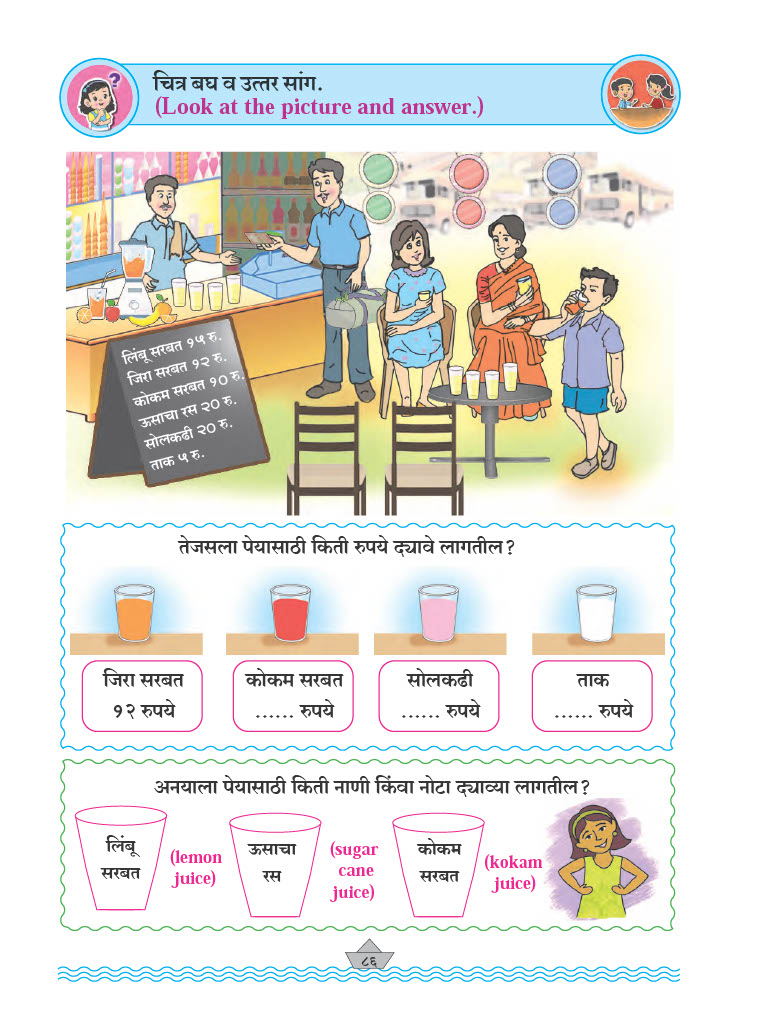 चित्र बघ व उत्तर सांग.
(Look at the picture and answer.)
?
लिंबू सरबत १५ रु.
जिरा सरबत १२ रु.
कोकम सरबत १० रु.
ऊसाचा रस २० रु.
सोलकढी २० रु.
ताक ५ रु.
तेजसला पेयासाठी किती रुपये द्यावे लागतील?
जिरा सरबत
१२ रुपये
कोकम सरबत
...... रुपये
सोलकढी
...... रुपये
ताक
...... रुपये
अनयाला पेयासाठी किती नाणी किंवा नोटा द्याव्या लागतील?
लिंबू
सरबत
(lemon
juice)
ऊसाचा
रस
(sugar
cane
juice)
कोकम
सरबत
(kokam
juice)
८६